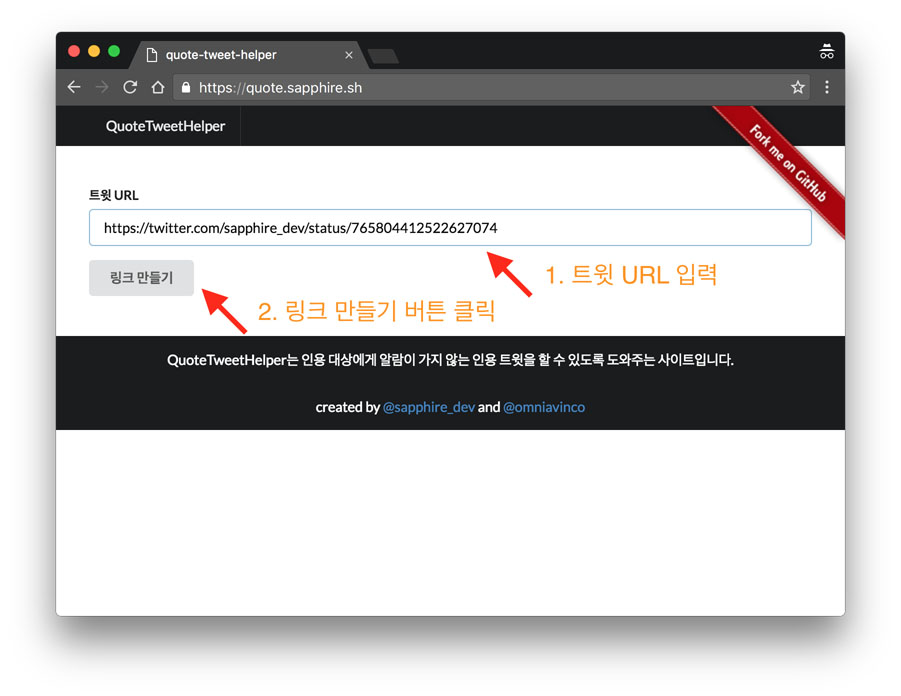 quote-tweet-helper
https://quote.sapphire.sh
QuoteTweetHelper
Fork me on GitHub
트윗 URL
https://twitter.com/sapphire_dev/status/765804412522627074
1. 트윗 URL 입력
링크 만들기
2. 링크 만들기 버튼 클릭
QuoteTweetHelper는 인용 대상에게 알람이 가지 않는 인용 트윗을 할 수 있도록 도와주는 사이트입니다.
created by @sapphire_dev and @omniavinco